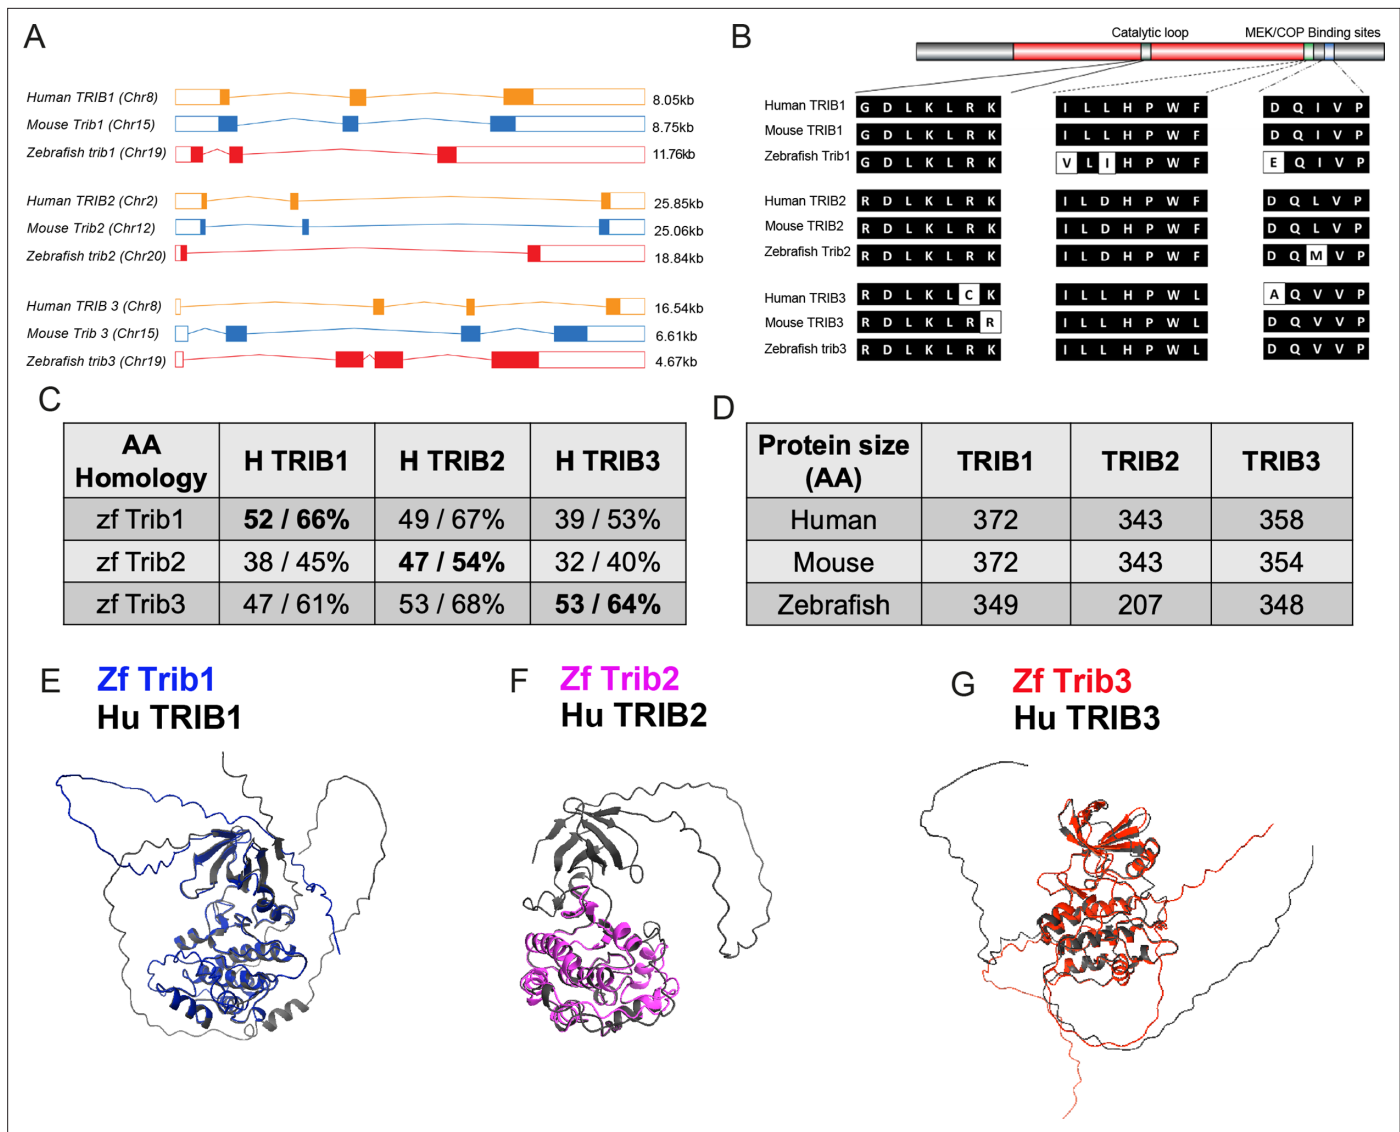 A
Human TRIB1 (Chr8) 8.05kb
Mouse Trib1 (Chr15) 8.75kb
Zebrafish trib1 (Chr19) 11.76kb
Human TRIB2 (Chr2) 25.85kb
Mouse Trib2 (Chr12) 25.06kb
Zebrafish trib2 (Chr20) 18.84kb
Human TRIB 3 (Chr8) 16.54kb
Mouse Trib 3 (Chr15) 6.61kb
Zebrafish trib3 (Chr19) 4.67kb
B
Catalytic loop MEK/COP Binding sites
Human TRIB1 G D L K L R K I L L H P W F D Q I V P
Mouse TRIB1 G D L K L R K I L L H P W F D Q I V P
Zebrafish Trib1 G D L K L R K V L I H P W F E Q I V P
Human TRIB2 R D L K L R K I L D H P W F D Q L V P
Mouse TRIB2 R D L K L R K I L D H P W F D Q L V P
Zebrafish Trib2 R D L K L R K I L D H P W F D Q M V P
Human TRIB3 R D L K L C K I L L H P W L A Q V V P
Mouse TRIB3 R D L K L R R I L L H P W L D Q V V P
Zebrafish trib3 R D L K L R K I L L H P W L D Q V V P
C
AA Homology H TRIB1 H TRIB2 H TRIB3
zf Trib1 52 / 66% 49 / 67% 39 / 53%
zf Trib2 38 / 45% 47 / 54% 32 / 40%
zf Trib3 47 / 61% 53 / 68% 53 / 64%
D
Protein size (AA) TRIB1 TRIB2 TRIB3
Human 372 343 358
Mouse 372 343 354
Zebrafish 349 207 348
E
Zf Trib1
Hu TRIB1
F
Zf Trib2
Hu TRIB2
G
Zf Trib3
Hu TRIB3